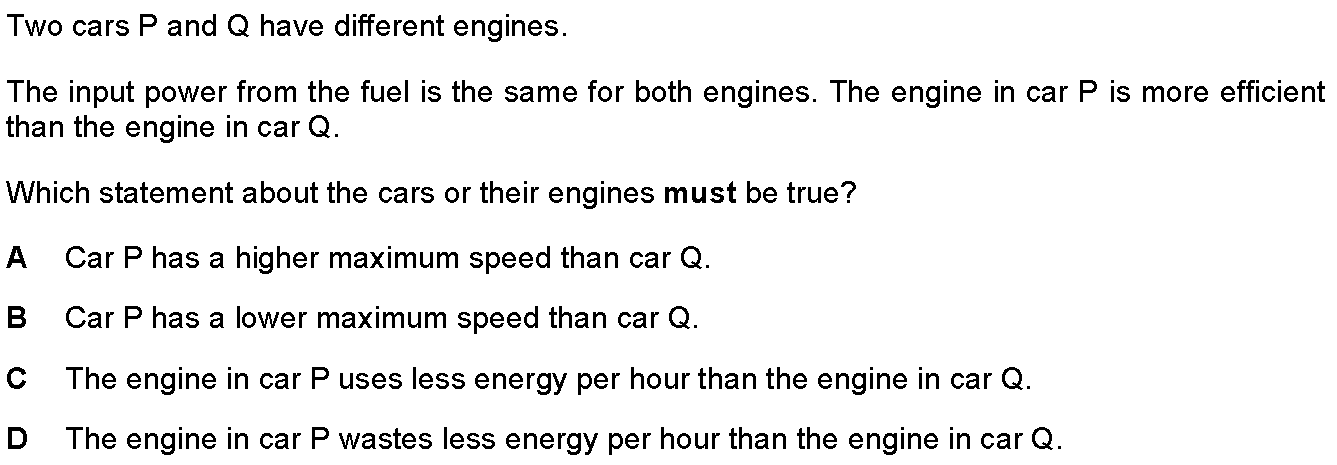 Two cars P and Q have different engines.
The input power from the fuel is the same for both engines. The engine in car P is more efficient
than the engine in car Q.
Which statement about the cars or their engines must be true?
A Car P has a higher maximum speed than car Q.
B Car P has a lower maximum speed than car Q.
C The engine in car P uses less energy per hour than the engine in car Q.
D The engine in car P wastes less energy per hour than the engine in car Q.